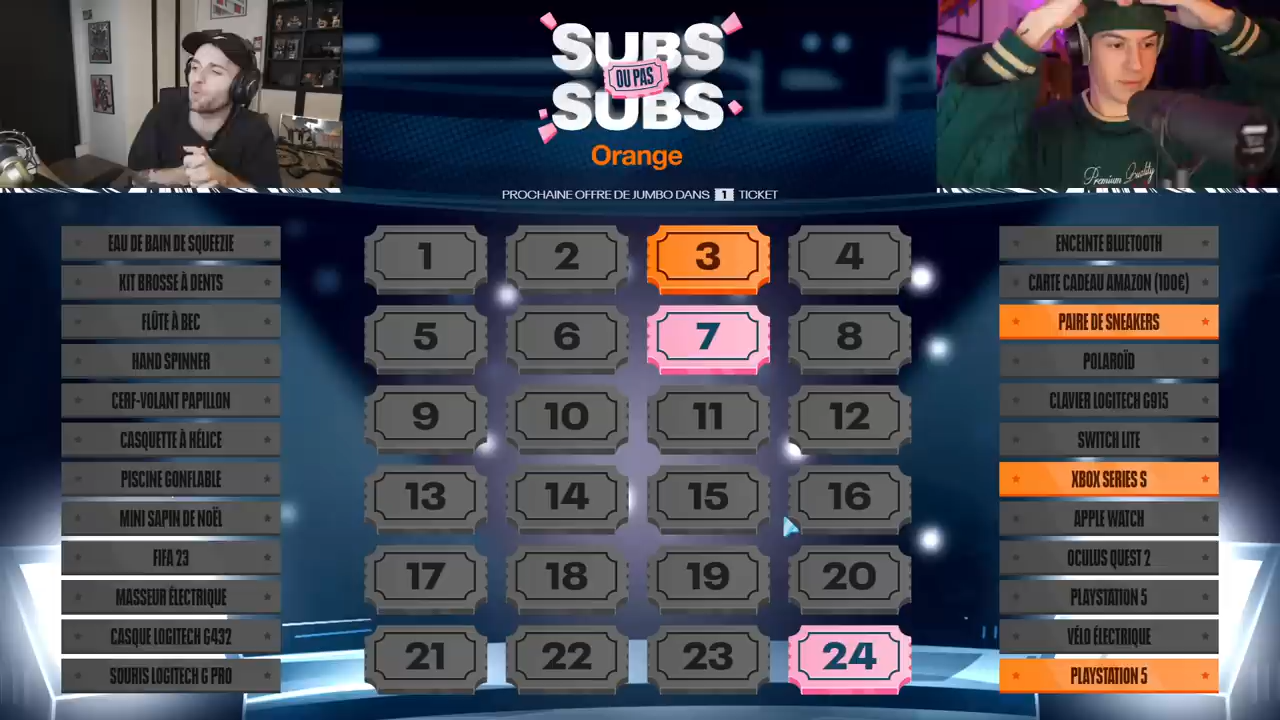 SUBS
OU PAS
SUBS
Orange
PROCHAINE OFFRE DE JUMBO DANS 1 TICKET
EAU DE BAIN DE SQUEEZIE
KIT BROSSE À DENTS
FLÛTE À BEC
HAND SPINNER
CERF-VOLANT PAPILLON
CASQUETTE À HÉLICE
PISCINE GONFLABLE
MINI SAPIN DE NOËL
FIFA 23
MASSEUR ÉLECTRIQUE
CASQUE LOGITECH G432
SOURIS LOGITECH G PRO
1 2 3 4
5 6 7 8
9 10 11 12
13 14 15 16
17 18 19 20
21 22 23 24
ENCEINTE BLUETOOTH
CARTE CADEAU AMAZON (100€)
PAIRE DE SNEAKERS
POLAROÏD
CLAVIER LOGITECH G915
SWITCH LITE
XBOX SERIES S
APPLE WATCH
OCULUS QUEST 2
PLAYSTATION 5
VÉLO ÉLECTRIQUE
PLAYSTATION 5
Premium Quality